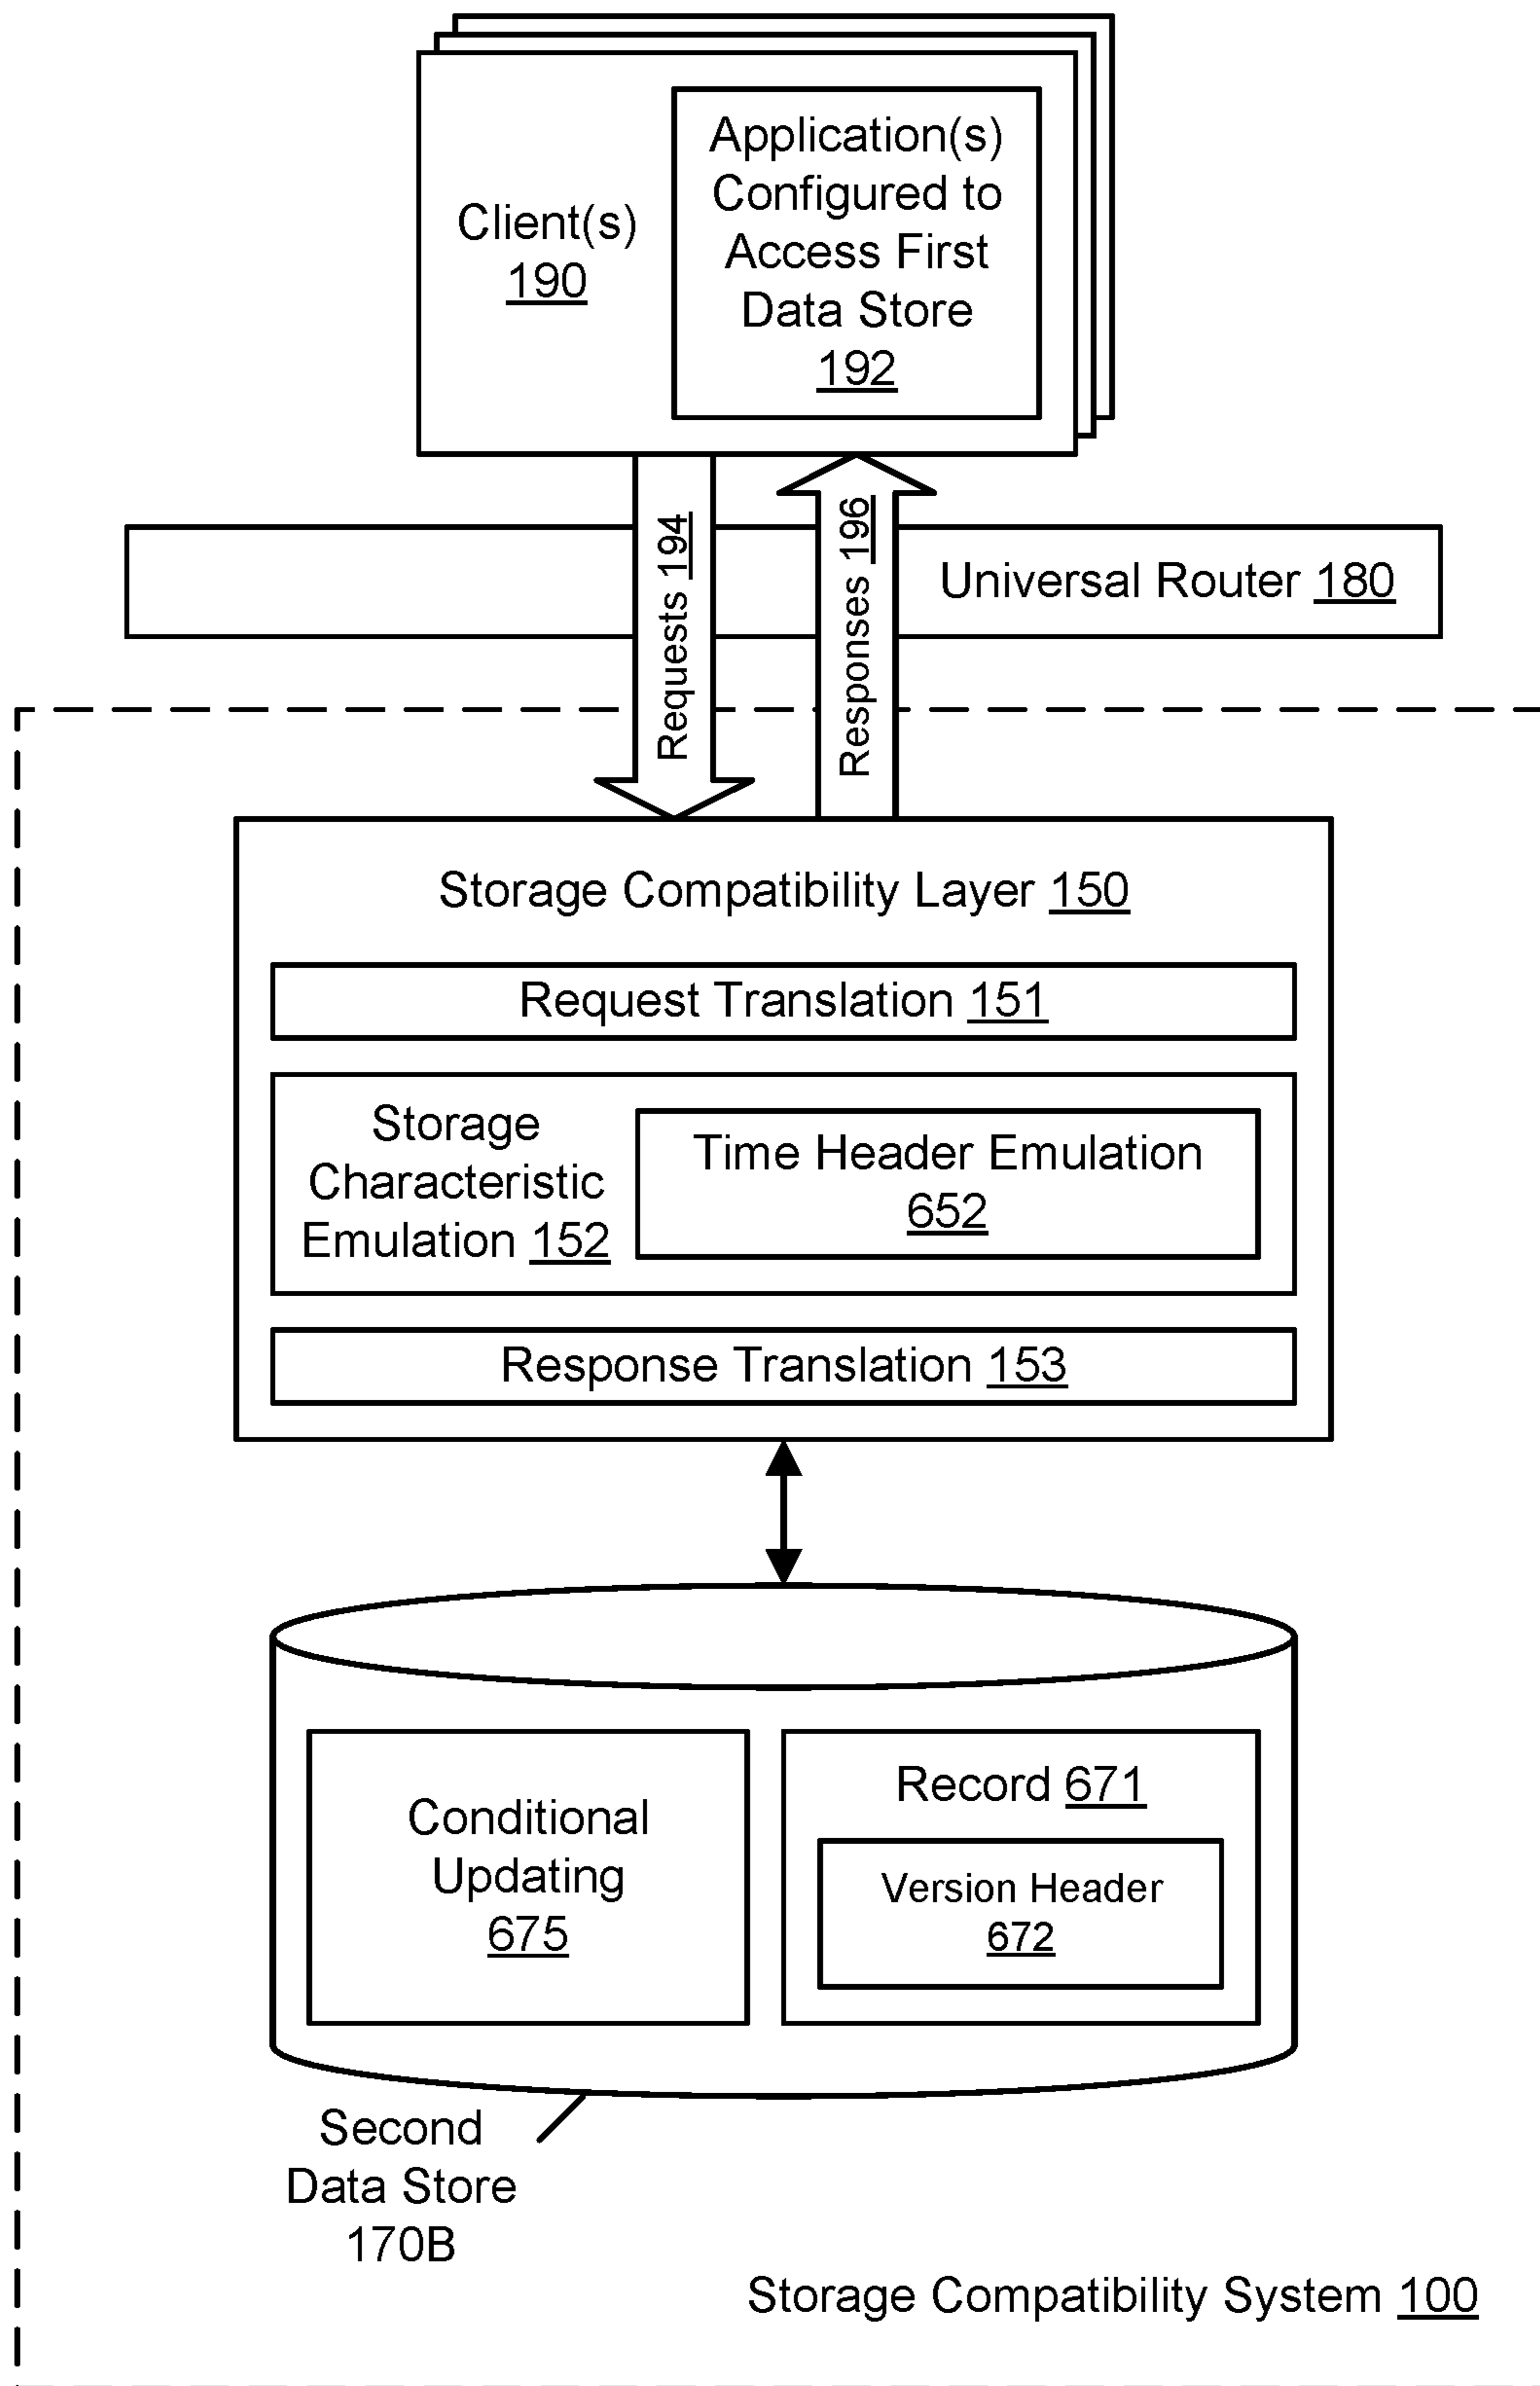 Client(s)
190
Application(s)
Configured to
Access First
Data Store
192
Requests 194
Responses 196
Universal Router 180
Storage Compatibility Layer 150
Request Translation 151
Storage
Characteristic
Emulation 152
Time Header Emulation
652
Response Translation 153
Conditional
Updating
675
Record 671
Version Header
672
Second
Data Store
170B
Storage Compatibility System 100